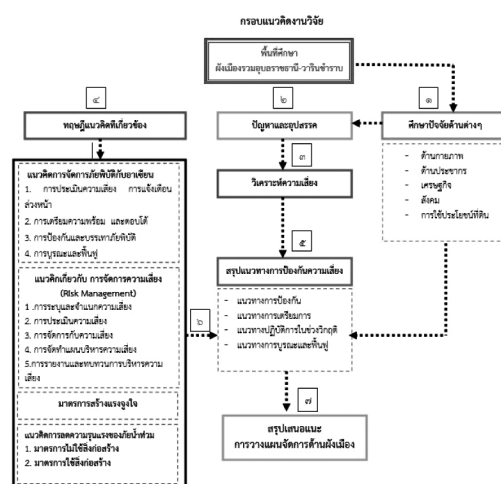 กรอบแนวคิดงานวิจัย
พื้นที่ศึกษา
ผังเมืองรวมอุบลราชธานี-วารินชำราบ
๔
๒
๑
ทฤษฎีแนวคิดที่เกี่ยวข้อง
ปัญหาและอุปสรรค
ศึกษาปัจจัยด้านต่างๆ
- ด้านกายภาพ
- ด้านประชากร
- เศรษฐกิจ
- สังคม
- การใช้ประโยชน์ที่ดิน
๓
วิเคราะห์ความเสี่ยง
๕
สรุปแนวทางการป้องกันความเสี่ยง
- แนวทางการป้องกัน
- แนวทางการเตรียมการ
- แนวทางปฏิบัติการในช่วงวิกฤติ
- แนวทางการบูรณะและฟื้นฟู
แนวคิดการจัดการภัยพิบัติกับอาเซียน
1. การประเมินความเสี่ยง การแจ้งเตือน
ล่วงหน้า
2. การเตรียมความพร้อม และตอบโต้
3. การป้องกันและบรรเทาภัยพิบัติ
4. การบูรณะและฟื้นฟู
แนวคิกเกี่ยวกับ การจัดการความเสี่ยง
(Risk Management)
1 .การระบุและจำแนกความเสี่ยง
2. การประเมินความเสี่ยง
3. การจัดการกับความเสี่ยง
4. การจัดทำแผนบริหารความเสี่ยง
5.การรายงานและทบทวนการบริหารความ
เสี่ยง
๖
มาตรการสร้างแรงจูงใจ
แนวคิดการลดความรุนแรงของภัยน้ำท่วม
1. มาตรการไม่ใช้สิ่งก่อสร้าง
2. มาตรการใช้สิ่งก่อสร้าง
๗
สรุปเสนอแนะ
การวางแผนจัดการด้านผังเมือง